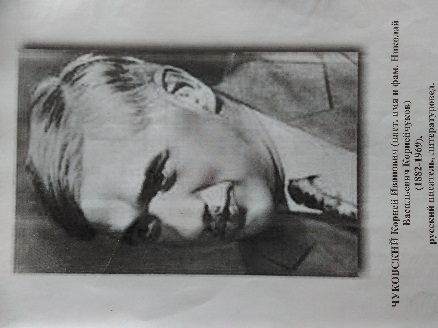 ЧУКОВСКИЙ Корней Иванович (наст. имя и фам. Николай
Васильевич Корнейчуков)
(1882-1969),
русский писатель, литературовед.